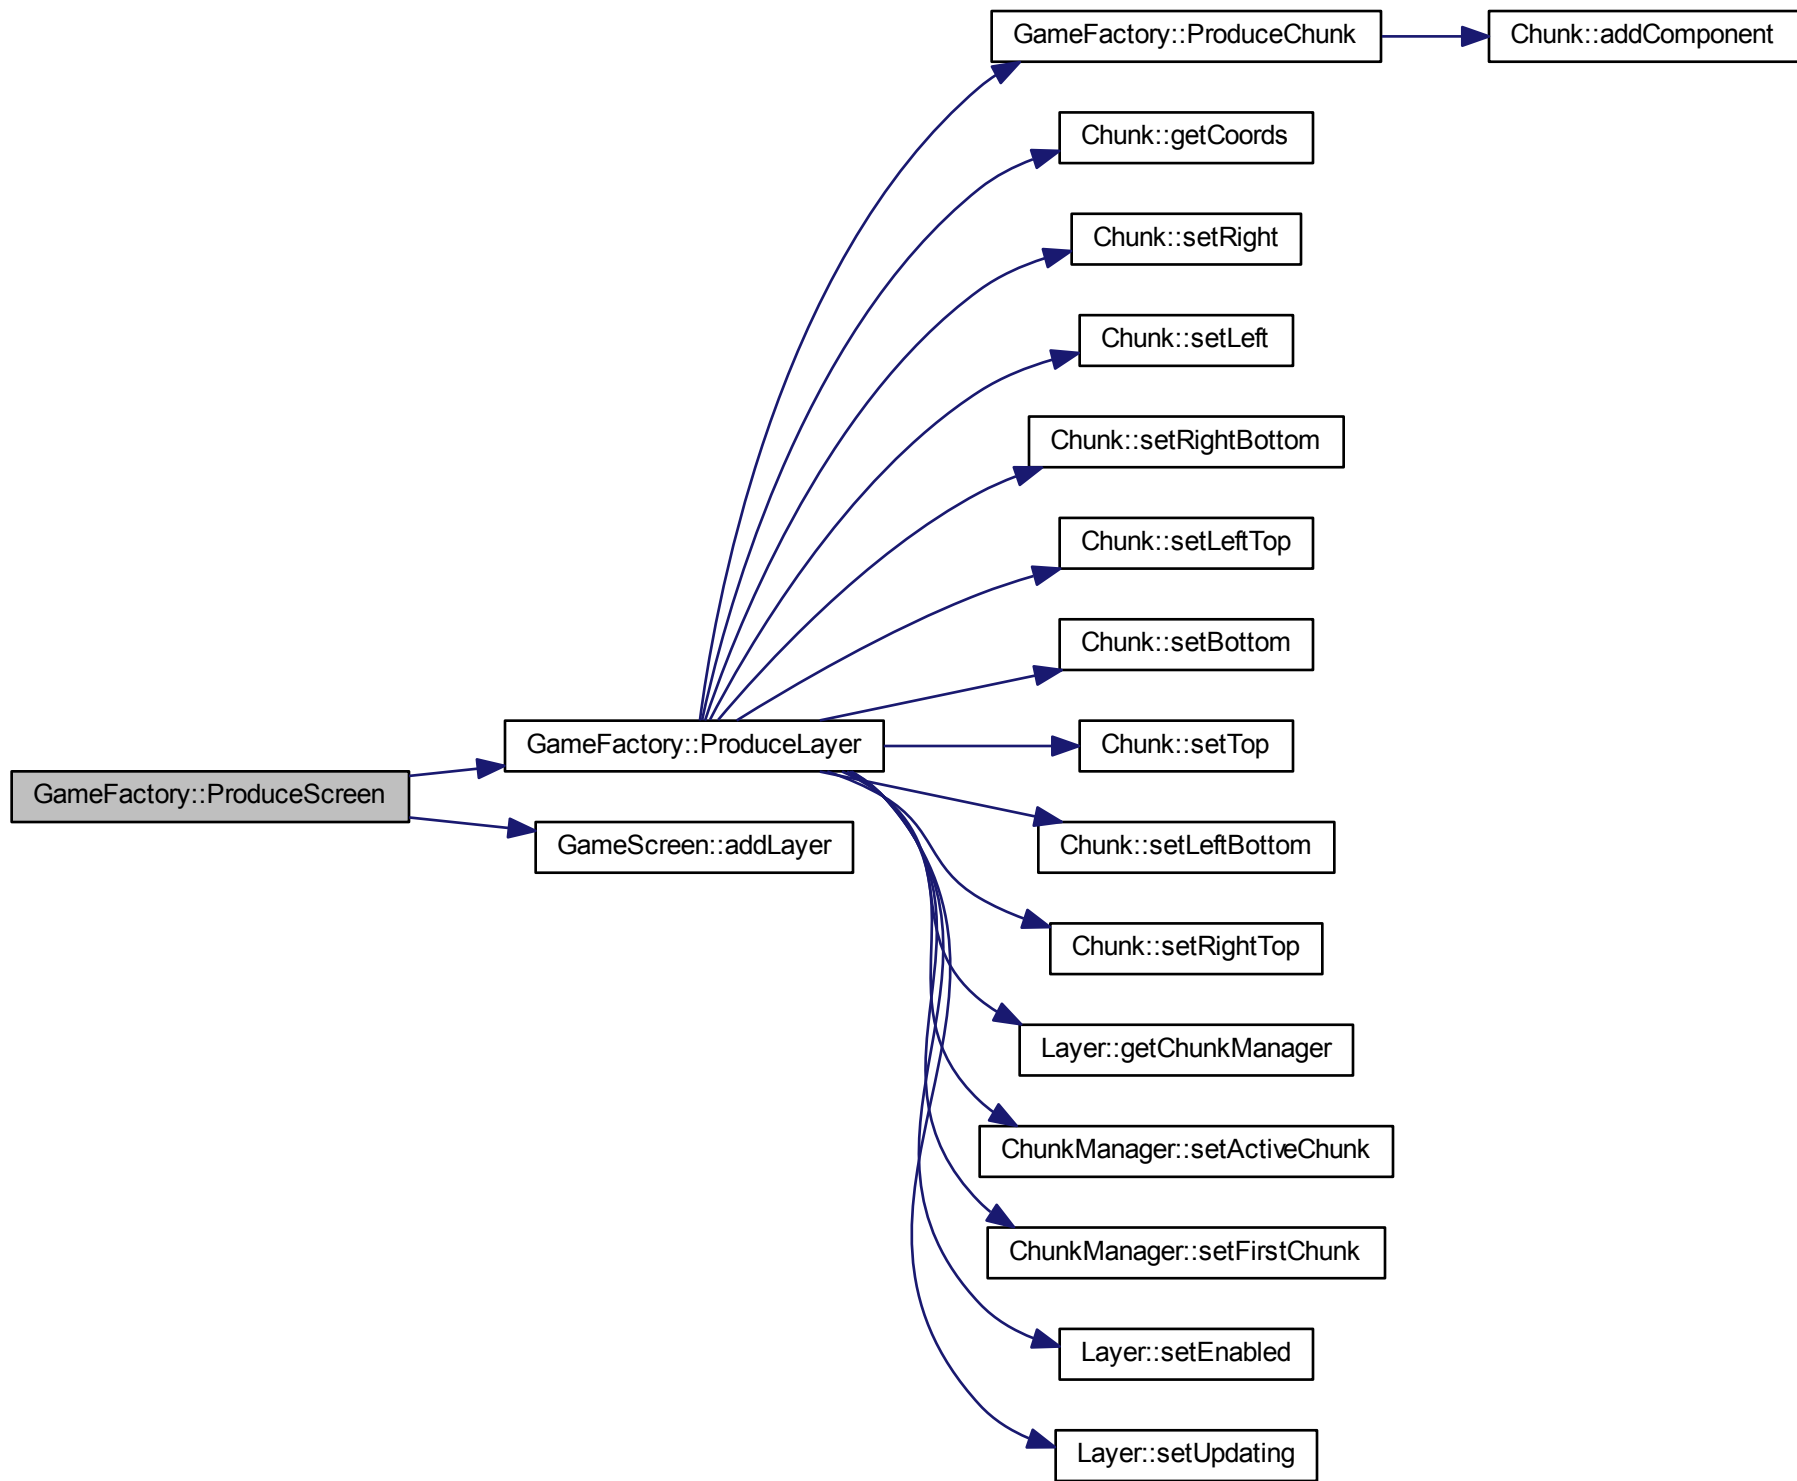 GameFactory::ProduceChunk
Chunk::addComponent
Chunk::getCoords
Chunk::setRight
Chunk::setLeft
Chunk::setRightBottom
Chunk::setLeftTop
Chunk::setBottom
GameFactory::ProduceLayer
Chunk::setTop
GameFactory::ProduceScreen
GameScreen::addLayer
Chunk::setLeftBottom
Chunk::setRightTop
Layer::getChunkManager
ChunkManager::setActiveChunk
ChunkManager::setFirstChunk
Layer::setEnabled
Layer::setUpdating